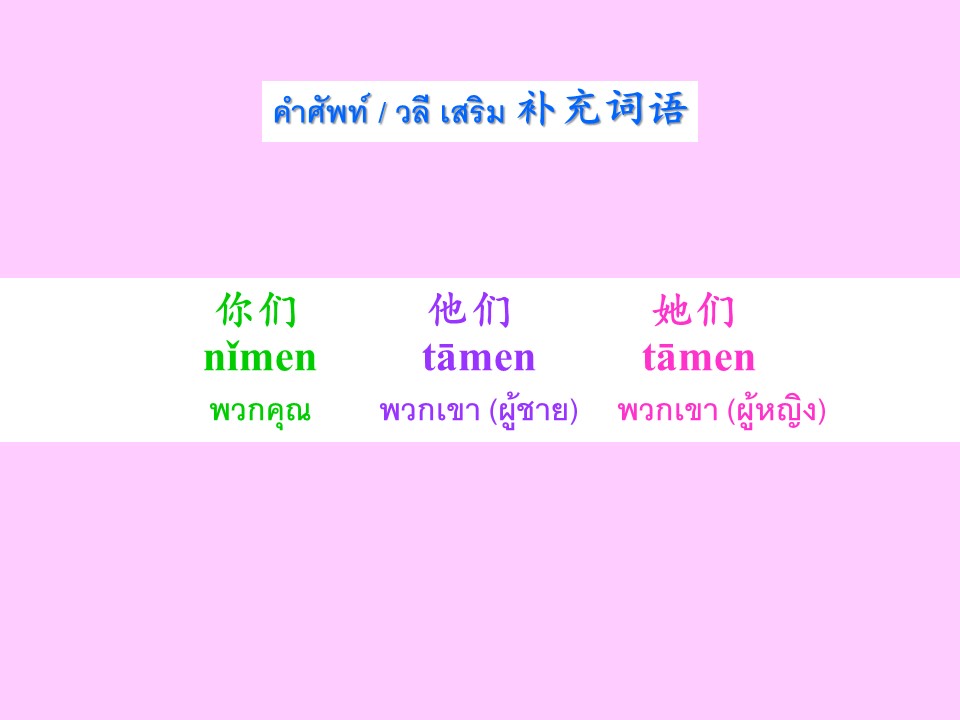 คำศัพท์ / วลี เสริม 补充词语
你们 他们 她们
nǐmen tāmen tāmen
พวกคุณ พวกเขา (ผู้ชาย) พวกเขา (ผู้หญิง)